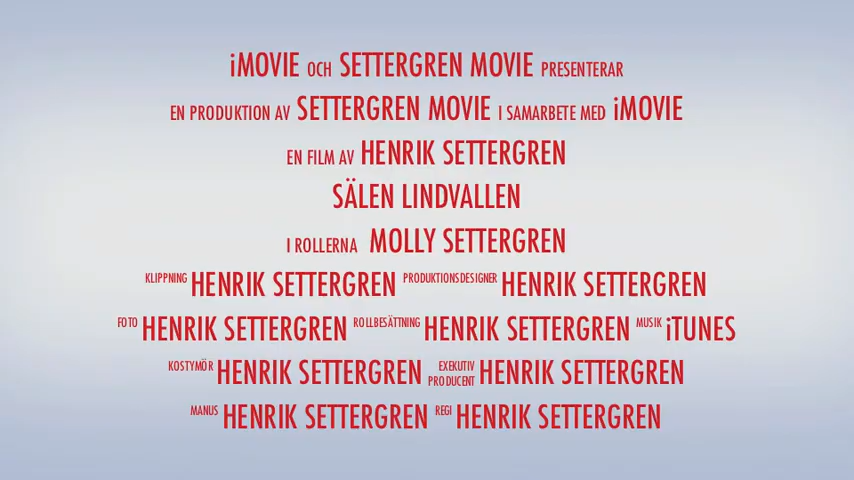 iMOVIE OCH SETTERGREN MOVIE PRESENTERAR
EN PRODUKTION AV SETTERGREN MOVIE I SAMARBETE MED iMOVIE
EN FILM AV HENRIK SETTERGREN
SÄLEN LINDVALLEN
I ROLLERNA MOLLY SETTERGREN
KLIPPNING HENRIK SETTERGREN PRODUKTIONSDESIGNER HENRIK SETTERGREN
FOTO HENRIK SETTERGREN ROLLBESÄTTNING HENRIK SETTERGREN MUSIK iTUNES
KOSTYMÖR HENRIK SETTERGREN EXEKUTIV PRODUCENT HENRIK SETTERGREN
MANUS HENRIK SETTERGREN REGI HENRIK SETTERGREN